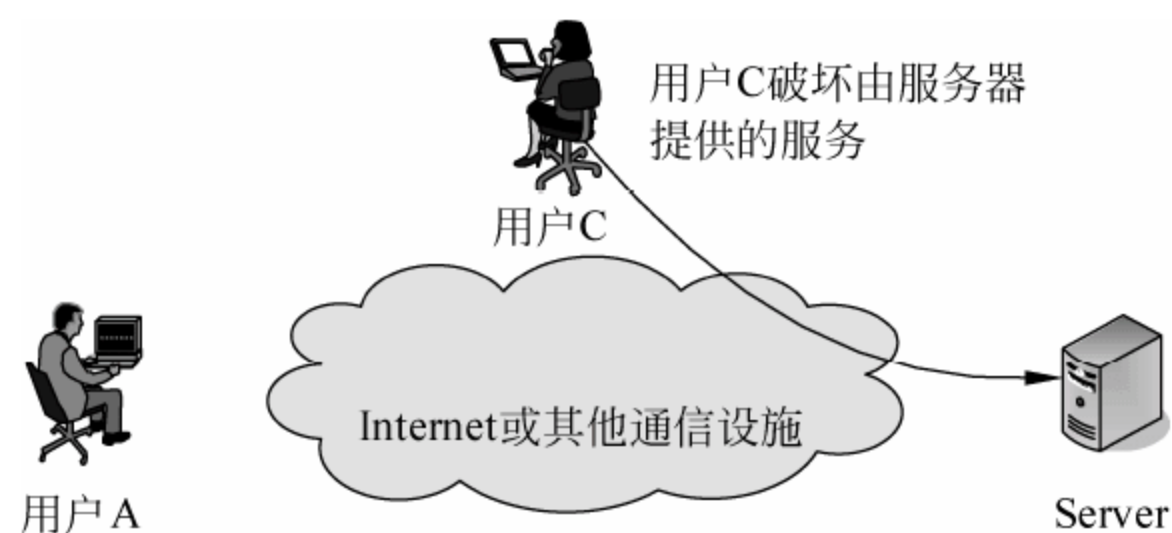 用户C破坏由服务器
提供的服务
用户C
Internet或其他通信设施
用户A
Server